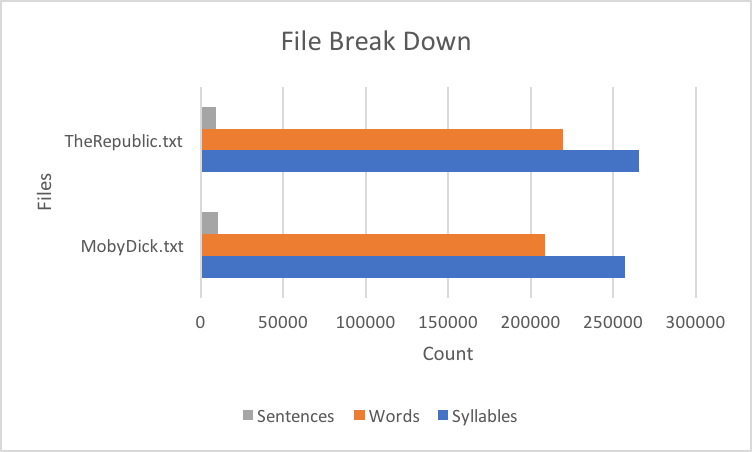 File Break Down
TheRepublic.txt
MobyDick.txt
Files
0 50000 100000 150000 200000 250000 300000
Count
Sentences Words Syllables